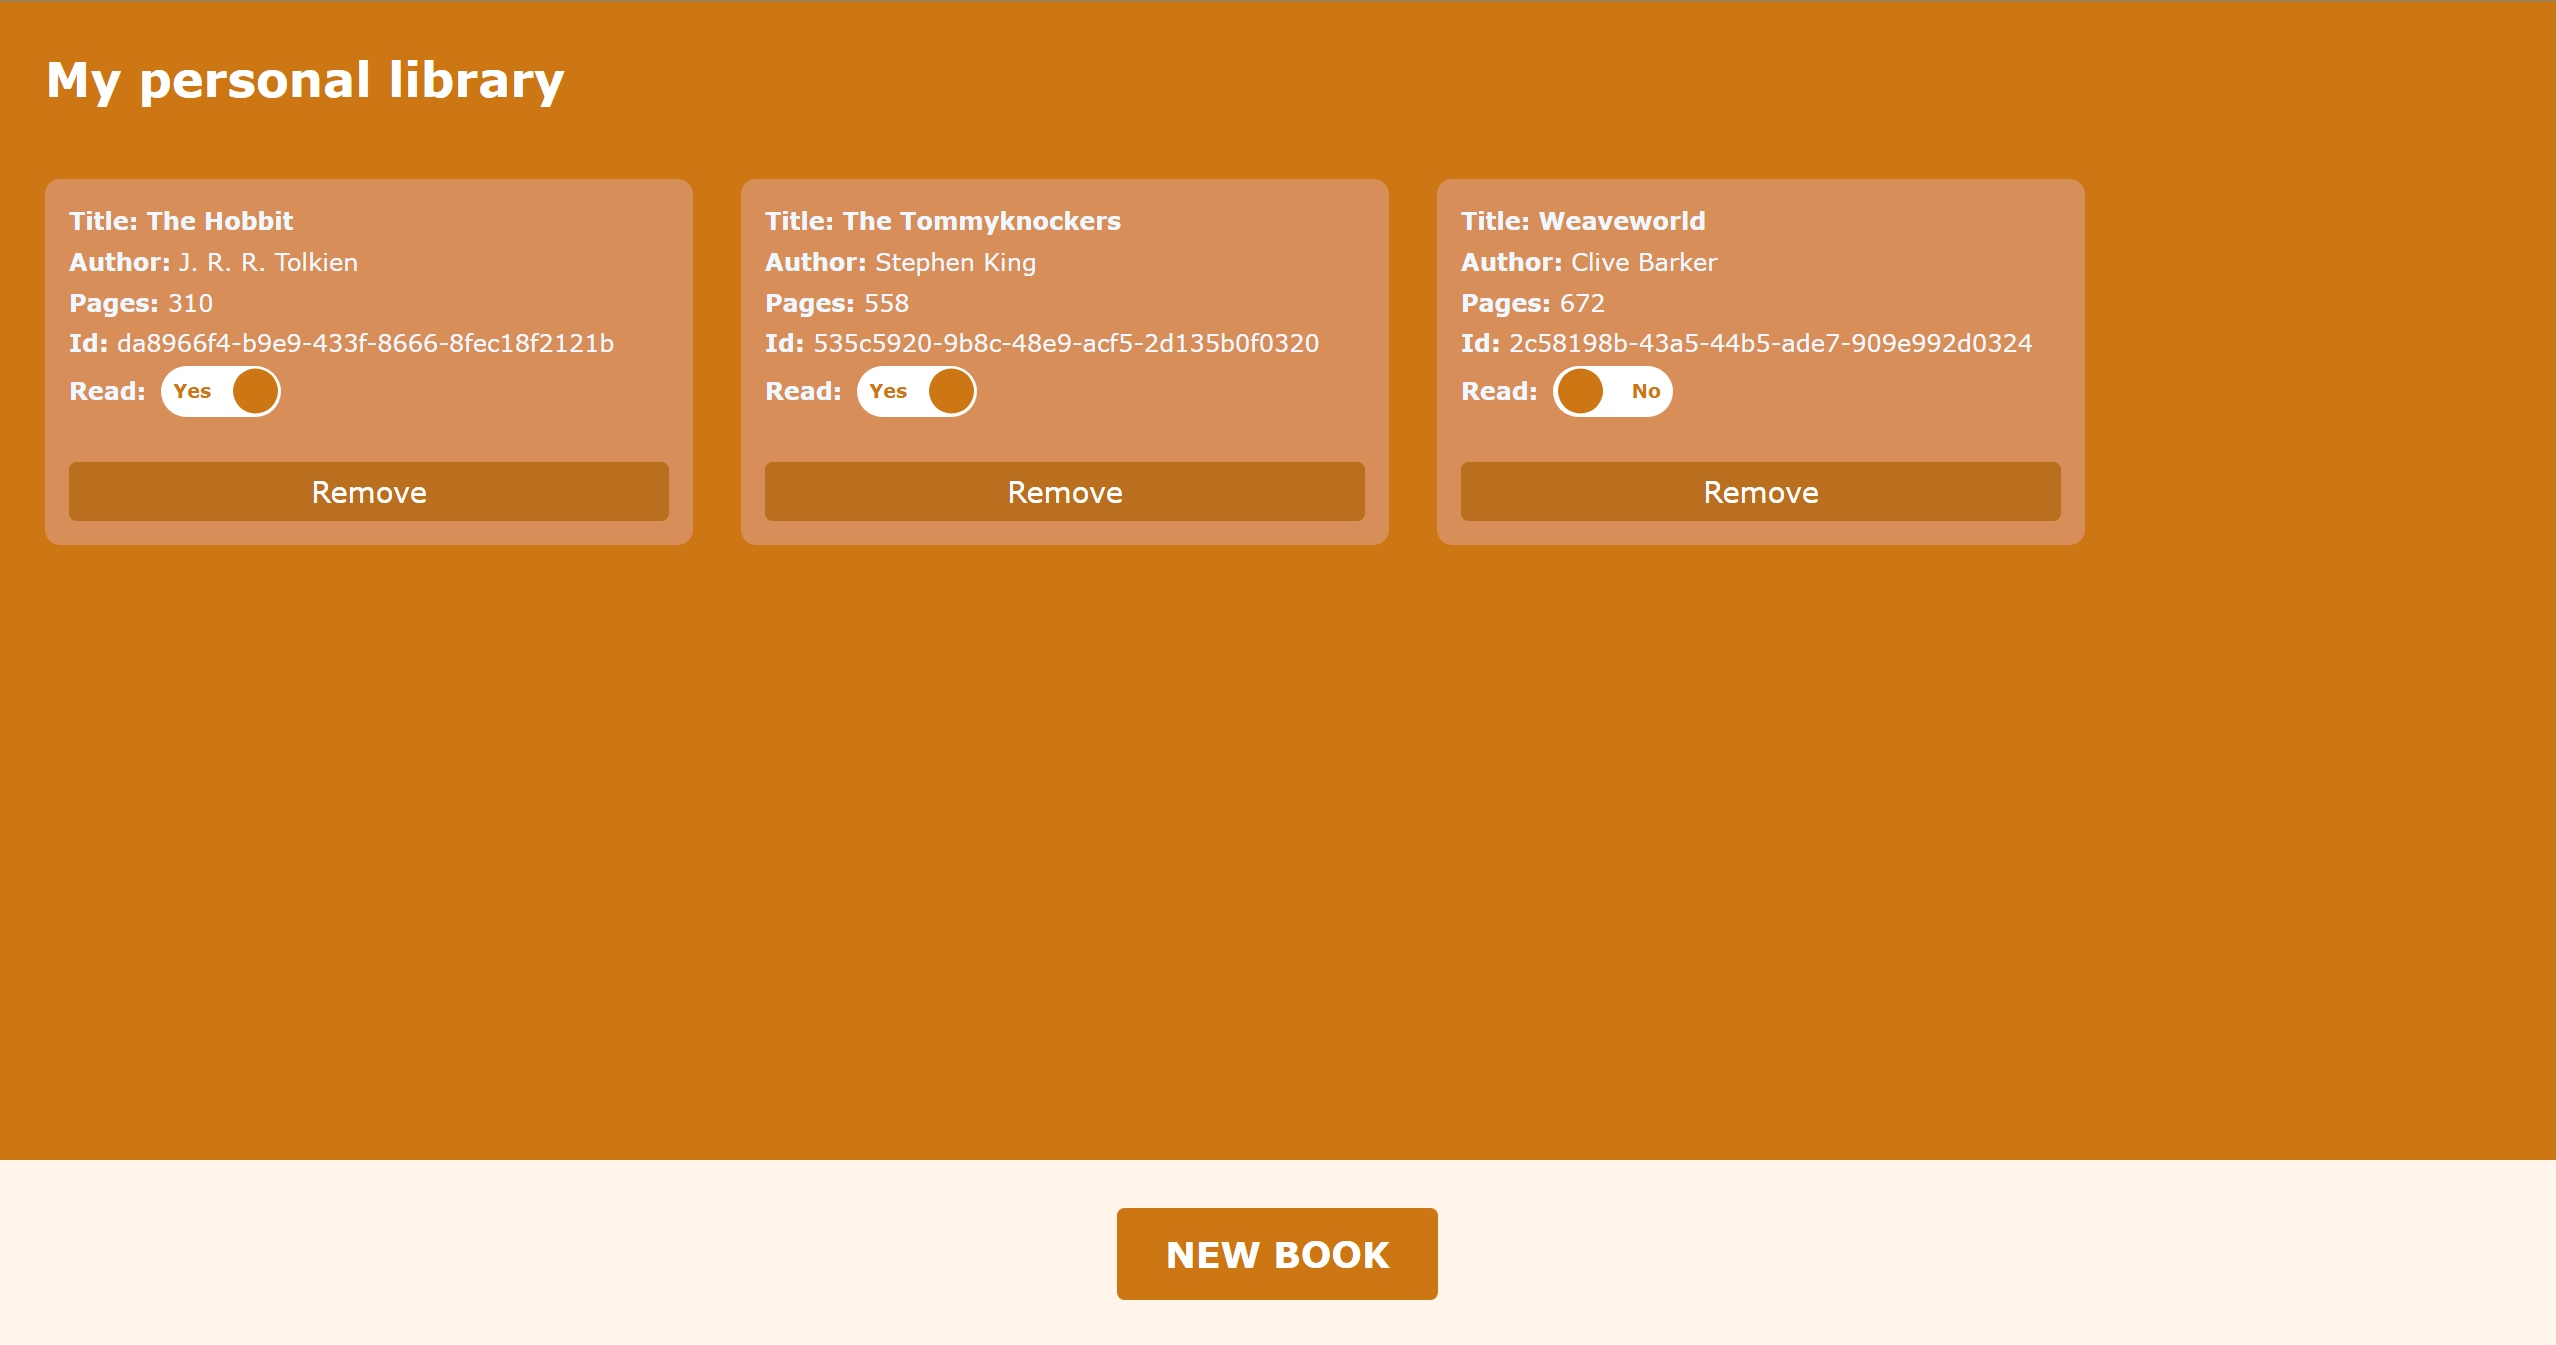 My personal library
Title: The Hobbit
Author: J. R. R. Tolkien
Pages: 310
Id: da8966f4-b9e9-433f-8666-8fec18f2121b
Read: Yes
Remove
Title: The Tommyknockers
Author: Stephen King
Pages: 558
Id: 535c5920-9b8c-48e9-acf5-2d135b0f0320
Read: Yes
Remove
Title: Weaveworld
Author: Clive Barker
Pages: 672
Id: 2c58198b-43a5-44b5-ade7-909e992d0324
Read: No
Remove
NEW BOOK